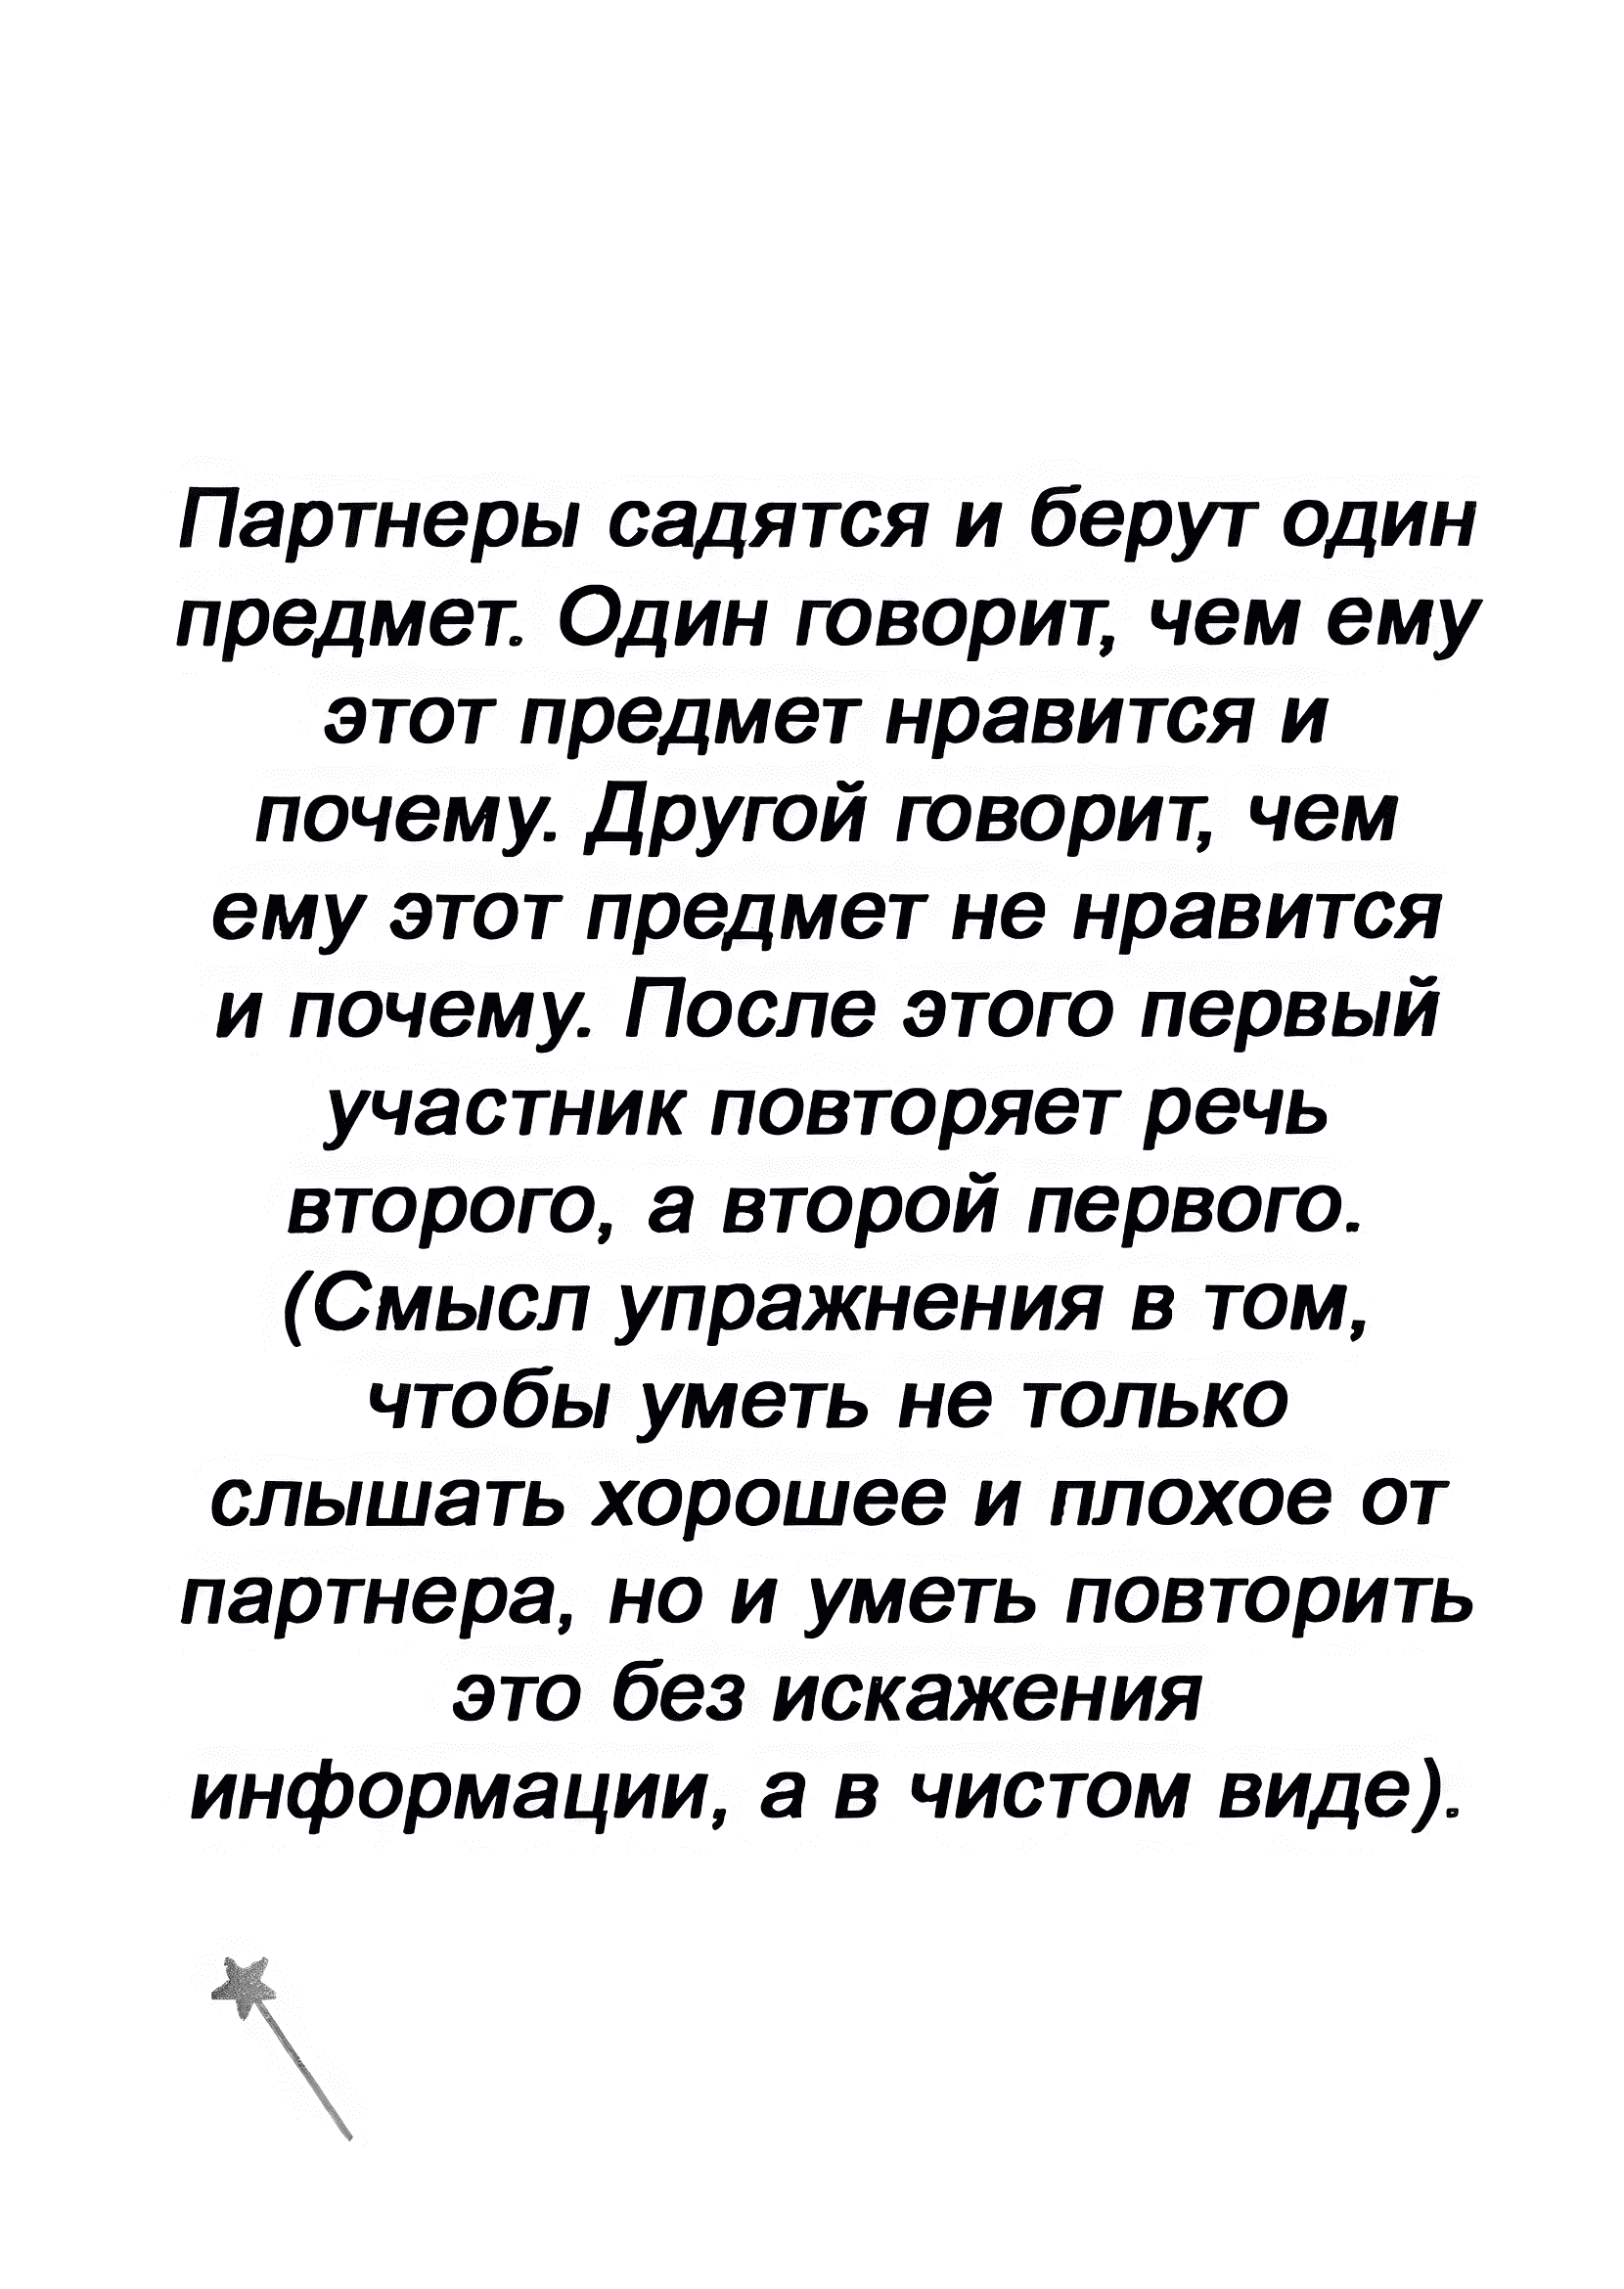 Партнеры садятся и берут один
предмет. Один говорит, чем ему
этот предмет нравится и
почему. Другой говорит, чем
ему этот предмет не нравится
и почему. После этого первый
участник повторяет речь
второго, а второй первого.
(Смысл упражнения в том,
чтобы уметь не только
слышать хорошее и плохое от
партнера, но и уметь повторить
это без искажения
информации, а в чистом виде).